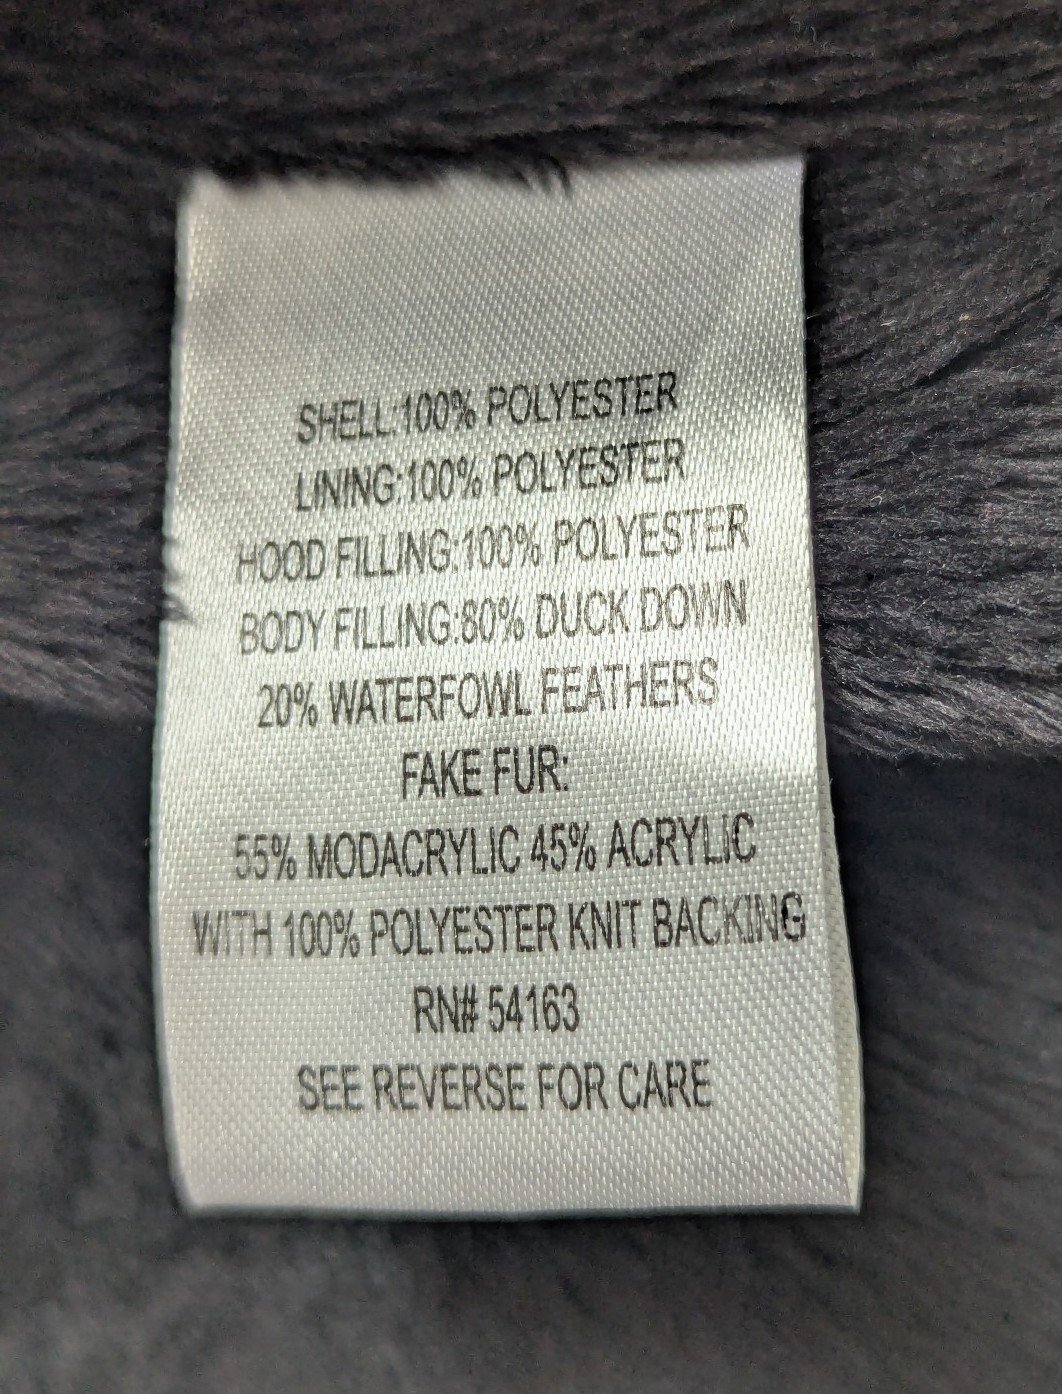 SHELL:100% POLYESTER
LINING:100% POLYESTER
HOOD FILLING:100% POLYESTER
BODY FILLING:80% DUCK DOWN
20% WATERFOWL FEATHERS
FAKE FUR:
55% MODACRYLIC 45% ACRYLIC
WITH 100% POLYESTER KNIT BACKING
RN# 54163
SEE REVERSE FOR CARE